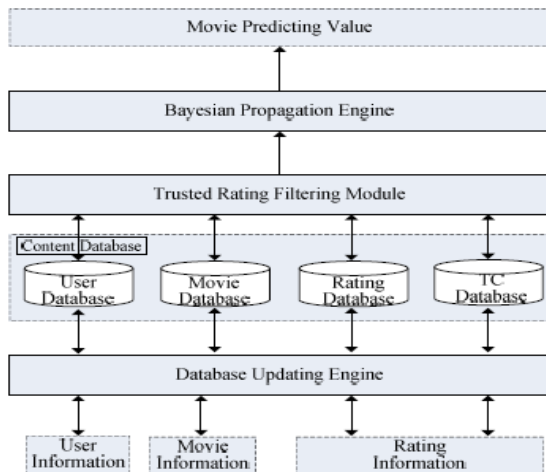 Movie Predicting Value
Bayesian Propagation Engine
Trusted Rating Filtering Module
Content Database
User
Database
Movie
Database
Rating
Database
TC
Database
Database Updating Engine
User
Information
Movie
Information
Rating
Information